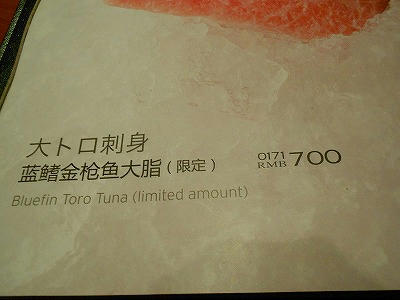 大トロ刺身
蓝鳍金枪鱼大脂（限定）
Bluefin Toro Tuna (limited amount)
0171
RMB 700